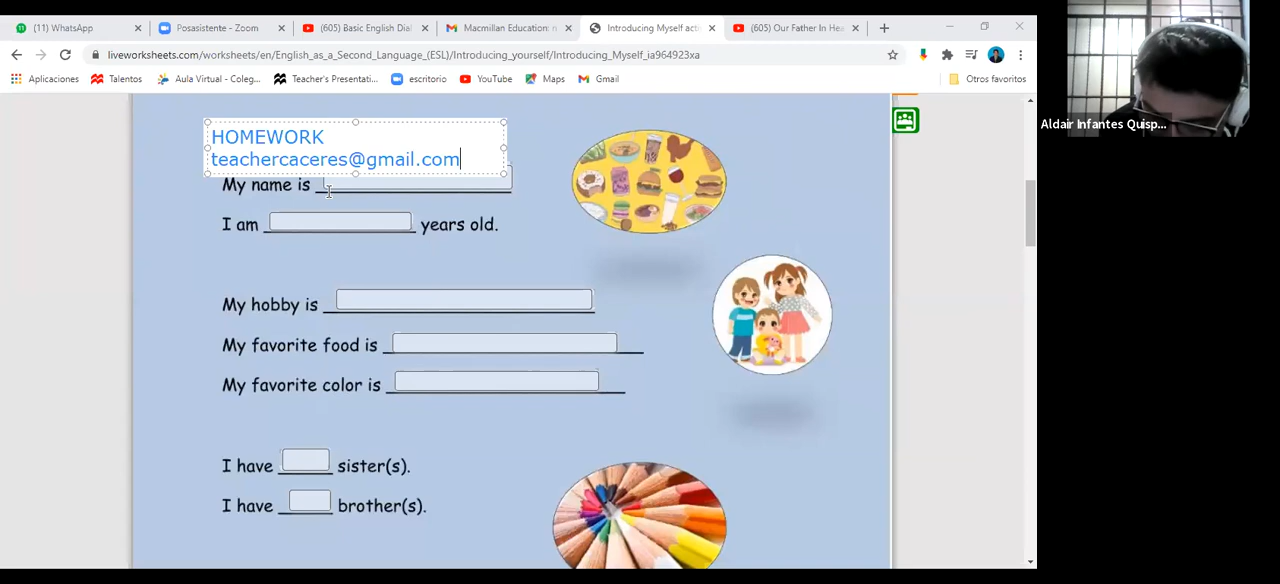 (11) WhatsApp
Posasistente - Zoom
(605) Basic English Dial
Macmillan Education: n
Introducing Myself acti
(605) Our Father In Hea
liveworksheets.com/worksheets/en/English_as_a_Second_Language_(ESL)/Introducing_yourself/Introducing_Myself_ia964923xa
Aplicaciones
Talentos
Aula Virtual - Coleg...
Teacher's Presentati...
escritorio
YouTube
Maps
Gmail
Otros favoritos
Aldair Infantes Quisp...
HOMEWORK
teachercaceres@gmail.com
My name is
I am years old.
My hobby is
My favorite food is
My favorite color is
I have sister(s).
I have brother(s).